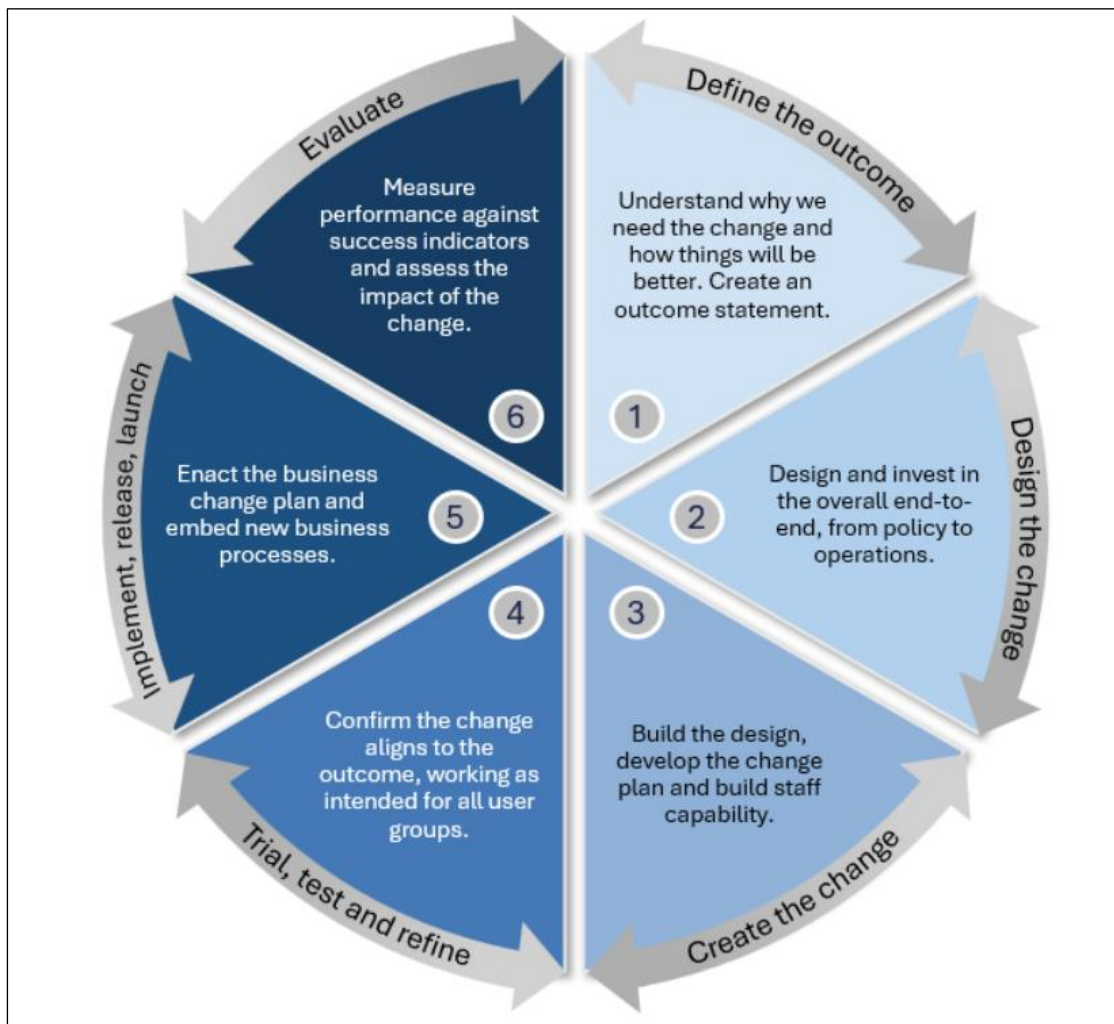 Define the outcome
Understand why we
need the change and
how things will be
better. Create an
outcome statement.
1
Design the change
Design and invest in
the overall end-to-
end, from policy to
operations.
2
Create the change
Build the design,
develop the change
plan and build staff
capability.
3
Trial, test and refine
Confirm the change
aligns to the
outcome, working as
intended for all user
groups.
4
Implement, release, launch
Enact the business
change plan and
embed new business
processes.
5
Evaluate
Measure
performance against
success indicators
and assess the
impact of the
change.
6